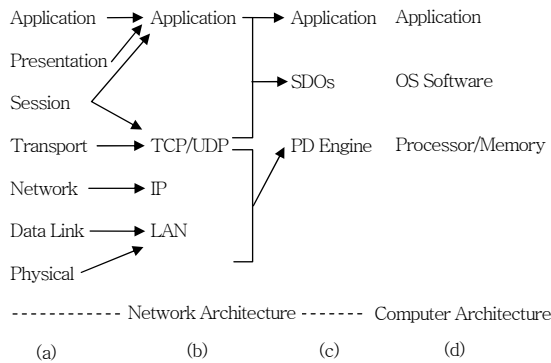 Application Application Application Application
Presentation
SDOs OS Software
Session
Transport TCP/UDP PD Engine Processor/Memory
Network IP
Data Link LAN
Physical
Network Architecture Computer Architecture
(a) (b) (c) (d)